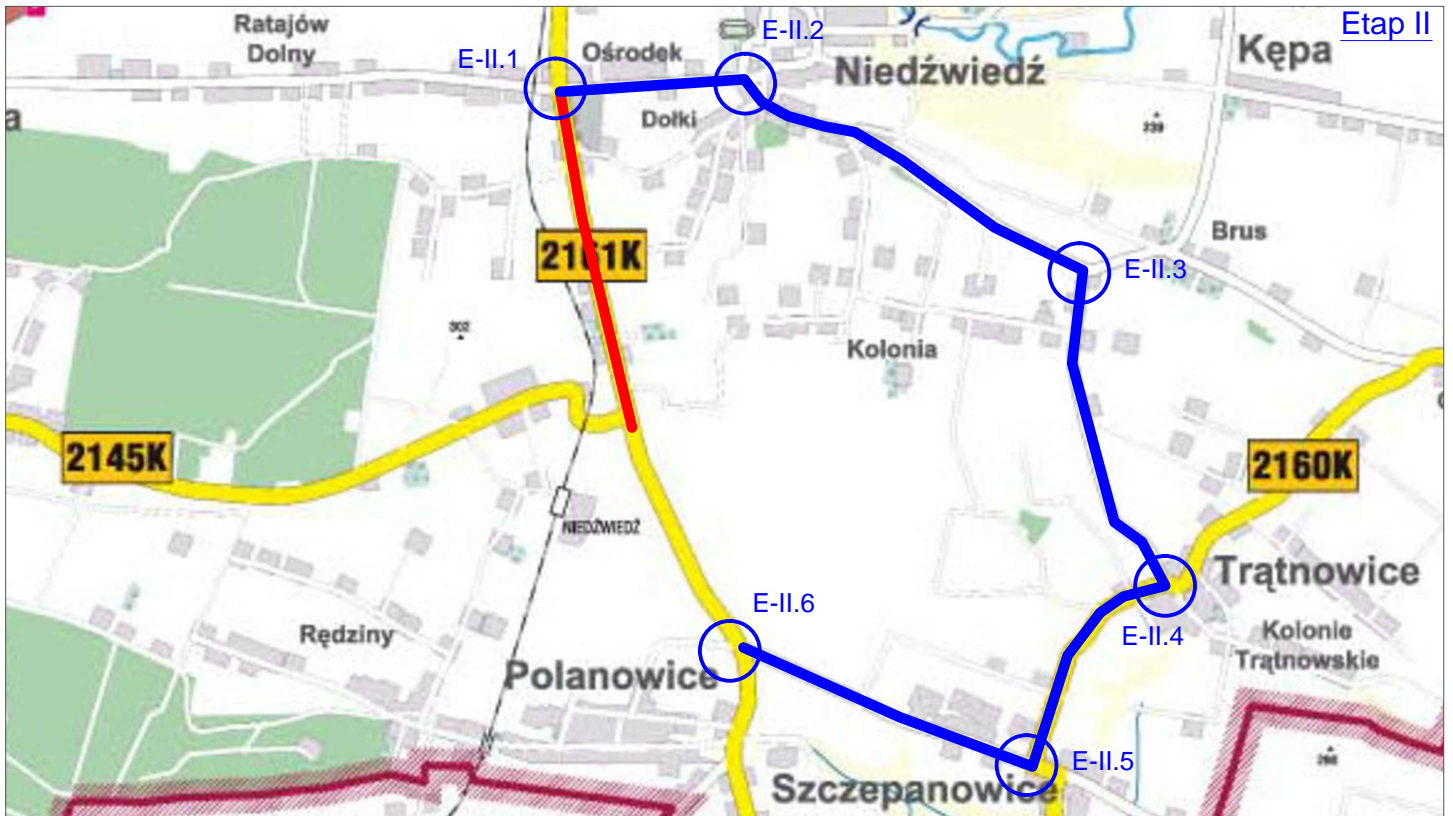 Etap II
Ratajów
Dolny
E-II.1
Ośrodek
E-II.2
Niedźwiedź
Kępa
a
Dołki
239
2161K
Brus
E-II.3
302
Kolonia
2145K
2160K
NIEDŹWIEDŹ
Trątnowice
E-II.6
Rędziny
E-II.4
Kolonie
Trątnowskie
Polanowice
E-II.5
Szczepanowice